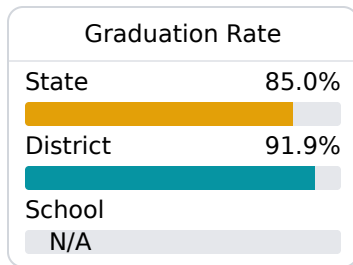 Graduation Rate
State 85.0%
District 91.9%
School
N/A